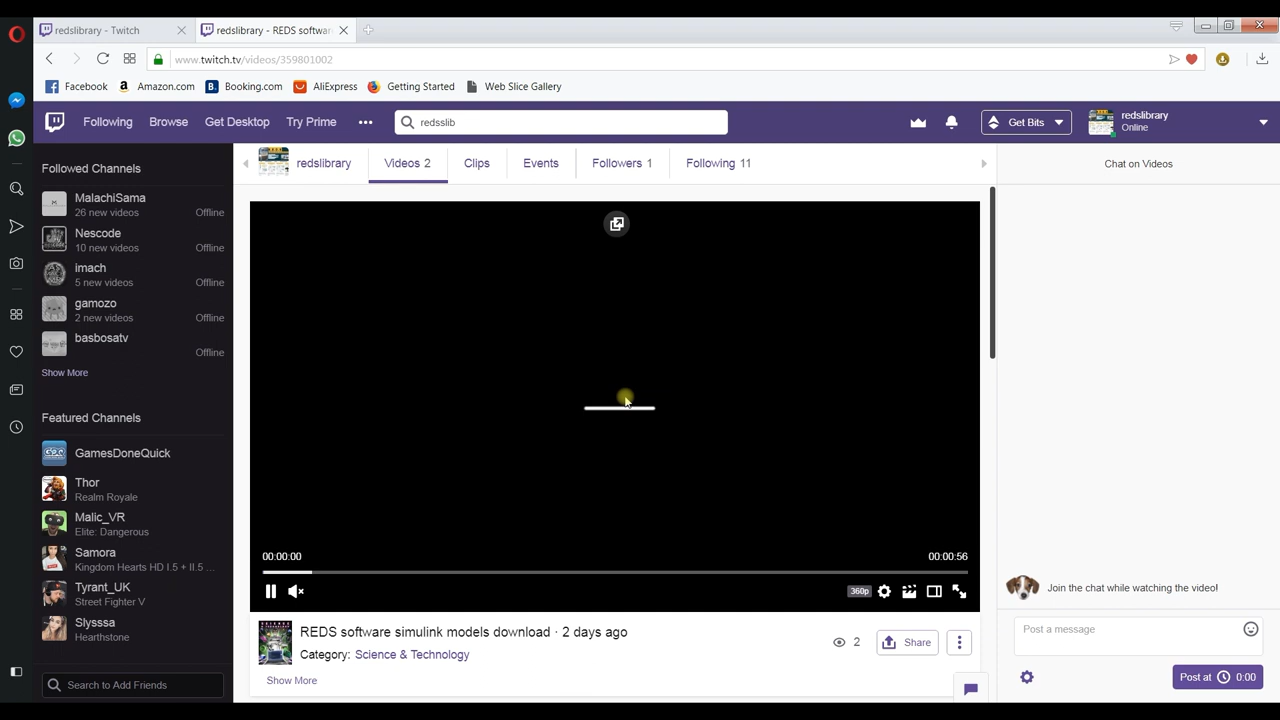 redslibrary - Twitch
redslibrary - REDS softwar
www.twitch.tv/videos/359801002
Facebook Amazon.com Booking.com AliExpress Getting Started Web Slice Gallery
Following Browse Get Desktop Try Prime ••• redsslib Get Bits redslibrary
Online
Followed Channels
MalachiSama
26 new videos Offline
Nescode
10 new videos Offline
imach
5 new videos Offline
gamozo
2 new videos Offline
basbosatv
Offline
Show More
Featured Channels
GamesDoneQuick
Thor
Realm Royale
Malic_VR
Elite: Dangerous
Samora
Kingdom Hearts HD I.5 + II.5 ...
Tyrant_UK
Street Fighter V
Slysssa
Hearthstone
Search to Add Friends
redslibrary Videos 2 Clips Events Followers 1 Following 11
00:00:00 00:00:56
360p
REDS software simulink models download · 2 days ago
Category: Science & Technology
2 Share
Show More
Chat on Videos
Join the chat while watching the video!
Post a message
Post at 0:00